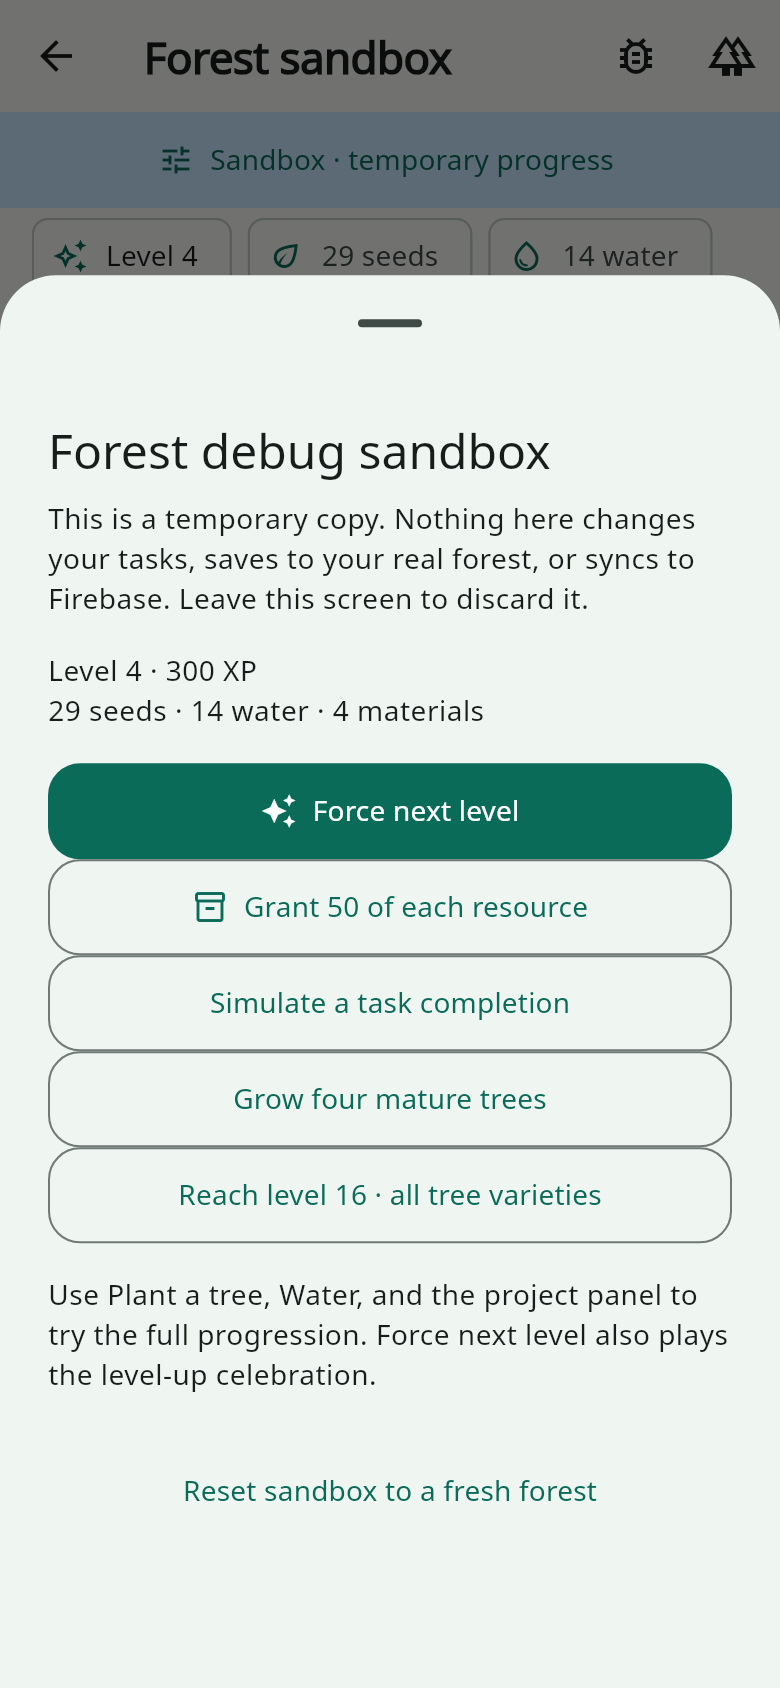 Forest sandbox
Sandbox · temporary progress
Level 4
29 seeds
14 water
Forest debug sandbox
This is a temporary copy. Nothing here changes
your tasks, saves to your real forest, or syncs to
Firebase. Leave this screen to discard it.
Level 4 · 300 XP
29 seeds · 14 water · 4 materials
Force next level
Grant 50 of each resource
Simulate a task completion
Grow four mature trees
Reach level 16 · all tree varieties
Use Plant a tree, Water, and the project panel to
try the full progression. Force next level also plays
the level-up celebration.
Reset sandbox to a fresh forest